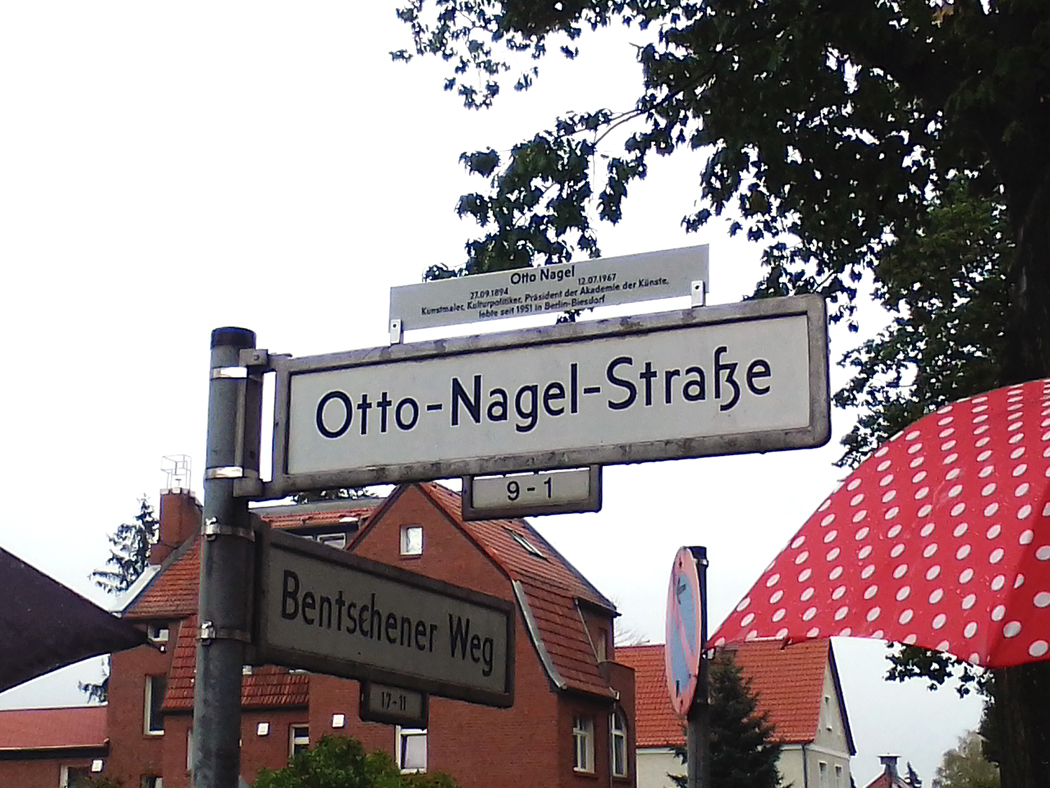 Otto Nagel
27.09.1894 12.07.1967
Kunstmaler, Kulturpolitiker, Präsident der Akademie der Künste,
lebte seit 1951 in Berlin-Biesdorf
Otto-Nagel-Straße
9-1
Bentschener Weg
17-11